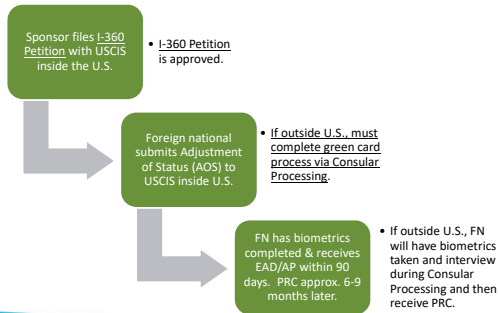 Sponsor files I-360
Petition with USCIS
inside the U.S.
• I-360 Petition
is approved.
Foreign national
submits Adjustment
of Status (AOS) to
USCIS inside U.S.
• If outside U.S., must
complete green card
process via Consular
Processing.
FN has biometrics
completed & receives
EAD/AP within 90
days. PRC approx. 6-9
months later.
• If outside U.S., FN
will have biometrics
taken and interview
during Consular
Processing and then
receive PRC.